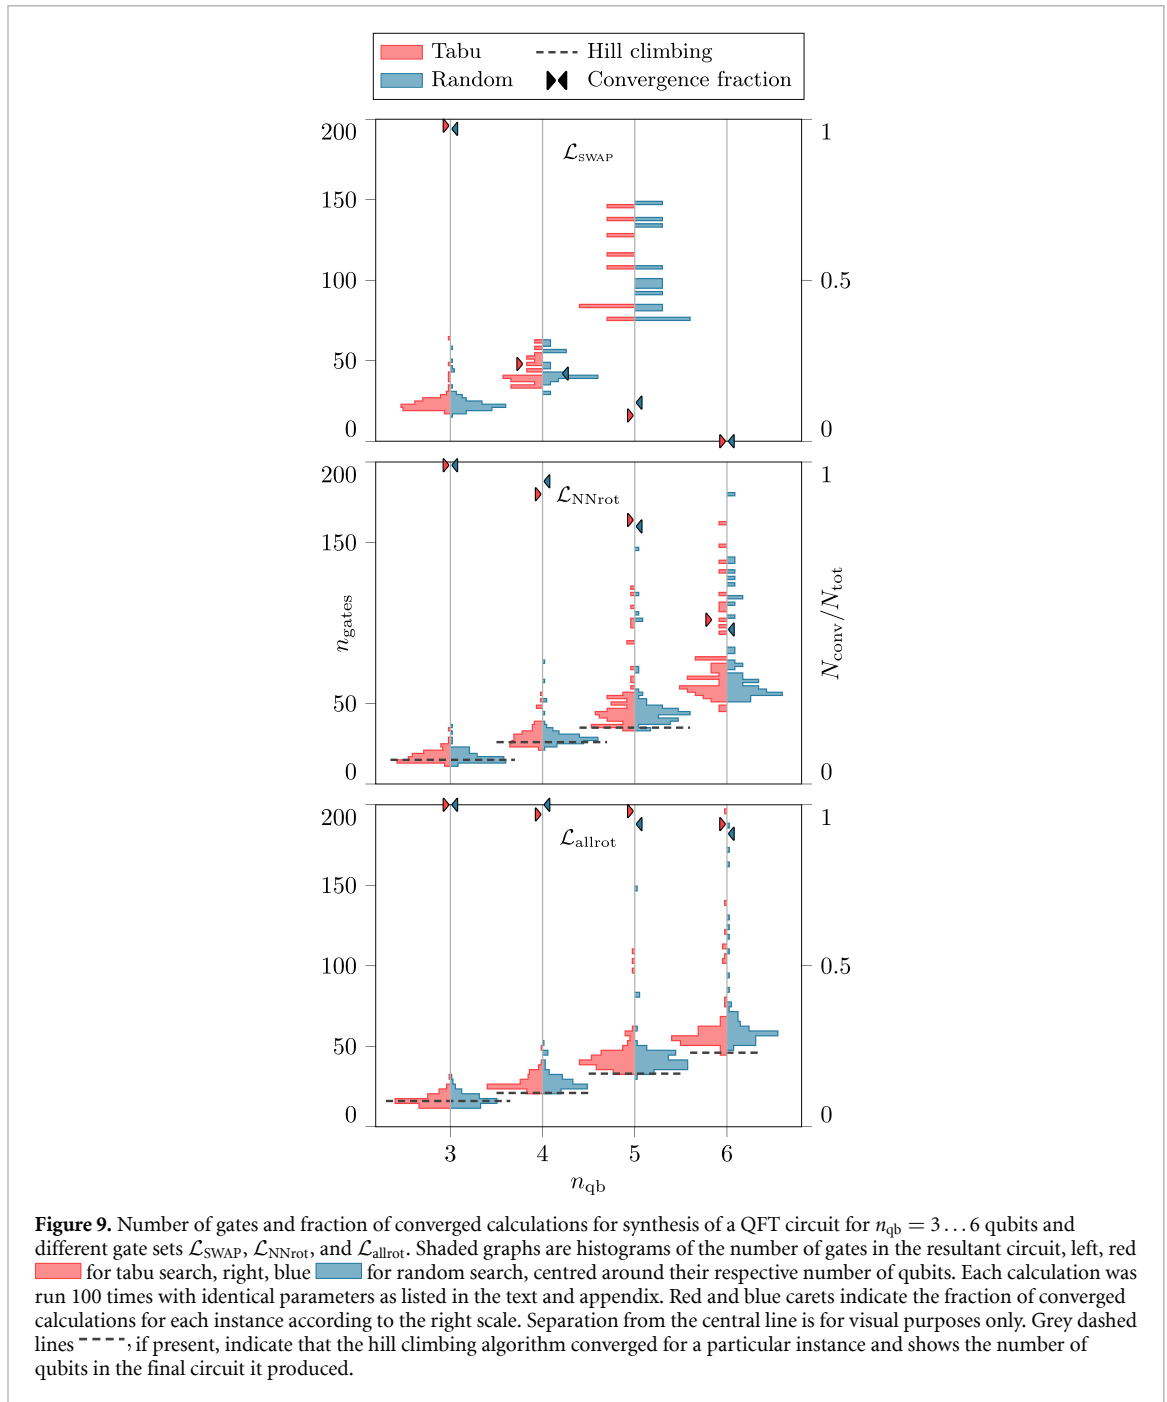 Tabu
Hill climbing
Random
Convergence fraction
200
1
ℒSWAP
150
100
0.5
50
0
0
200
1
ℒNNrot
150
ngates
Nconv/Ntot
50
0
0
200
1
ℒallrot
150
100
0.5
50
0
0
3 4 5 6
nqb
Figure 9. Number of gates and fraction of converged calculations for synthesis of a QFT circuit for nqb = 3 … 6 qubits and
different gate sets ℒSWAP, ℒNNrot, and ℒallrot. Shaded graphs are histograms of the number of gates in the resultant circuit, left, red
for tabu search, right, blue for random search, centred around their respective number of qubits. Each calculation was
run 100 times with identical parameters as listed in the text and appendix. Red and blue carets indicate the fraction of converged
calculations for each instance according to the right scale. Separation from the central line is for visual purposes only. Grey dashed
lines ----, if present, indicate that the hill climbing algorithm converged for a particular instance and shows the number of
qubits in the final circuit it produced.